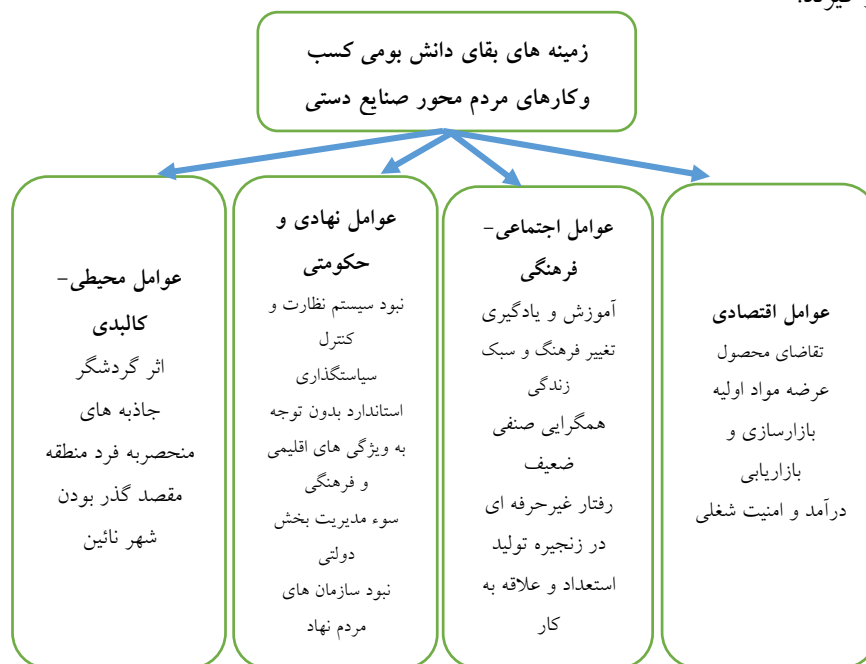 زمینه های بقای دانش بومی کسب
وکارهای مردم محور صنایع دستی
عوامل اقتصادی
تقاضای محصول
عرضه مواد اولیه
بازارسازی و
بازاریابی
درآمد و امنیت شغلی
عوامل اجتماعی-
فرهنگی
آموزش و یادگیری
تغییر فرهنگ و سبک
زندگی
همگرایی صنفی
ضعیف
رفتار غیرحرفه ای
در زنجیره تولید
استعداد و علاقه به
کار
عوامل نهادی و
حکومتی
نبود سیستم نظارت و
کنترل
سیاستگذاری
استاندارد بدون توجه
به ویژگی های اقلیمی
و فرهنگی
سوء مدیریت بخش
دولتی
نبود سازمان های
مردم نهاد
عوامل محیطی-
کالبدی
اثر گردشگر
جاذبه های
منحصربه فرد منطقه
مقصد گذر بودن
شهر نائین